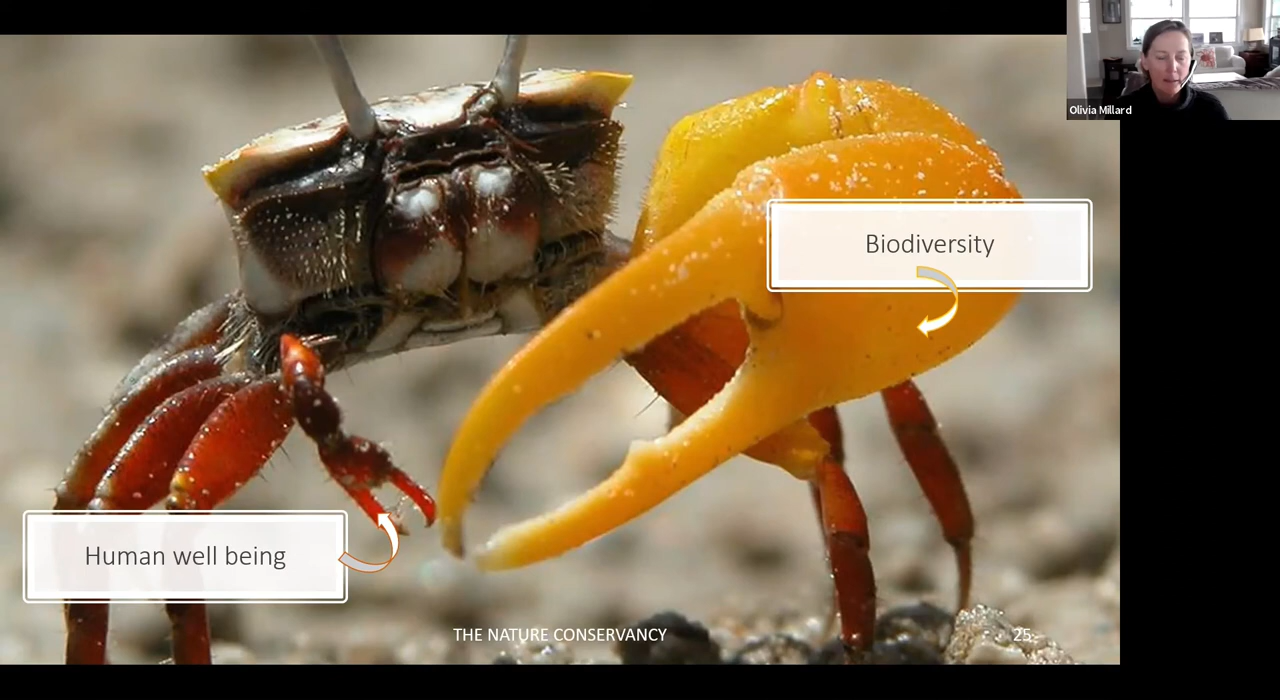 Olivia Millard
Biodiversity
Human well being
THE NATURE CONSERVANCY
25